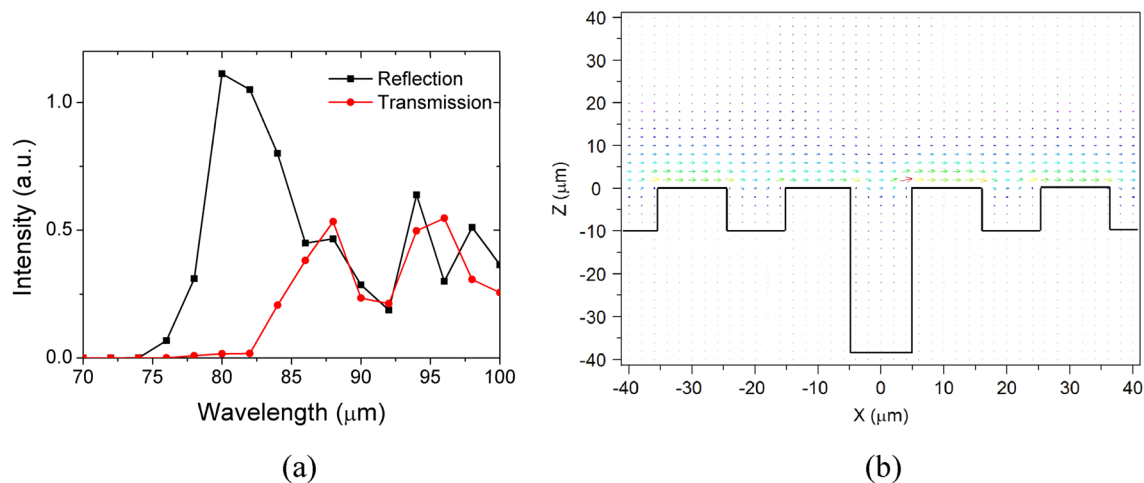 Reflection
Transmission
Intensity (a.u.)
1.0
0.5
0.0
70 75 80 85 90 95 100
Wavelength (μm)
(a)
40
30
20
10
0
-10
-20
-30
-40
Z (μm)
-40 -30 -20 -10 0 10 20 30 40
X (μm)
(b)